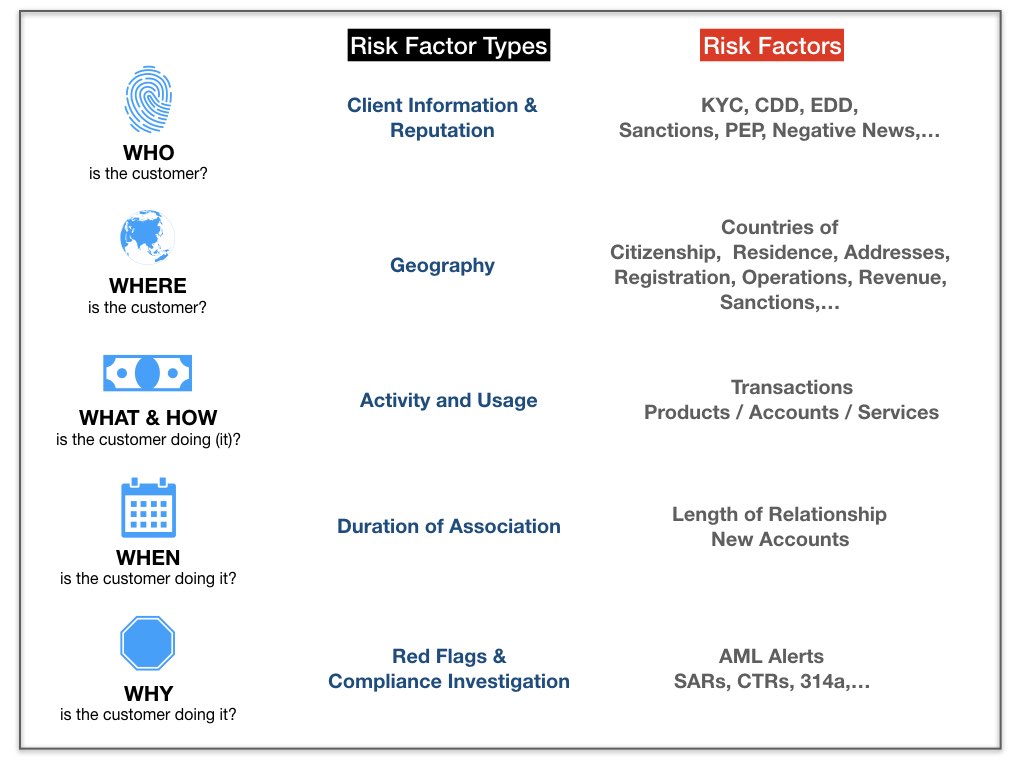 Risk Factor Types
Risk Factors
WHO
is the customer?
Client Information &
Reputation
KYC, CDD, EDD,
Sanctions, PEP, Negative News,...
WHERE
is the customer?
Geography
Countries of
Citizenship,  Residence, Addresses,
Registration, Operations, Revenue,
Sanctions,...
WHAT & HOW
is the customer doing (it)?
Activity and Usage
Transactions
Products / Accounts / Services
WHEN
is the customer doing it?
Duration of Association
Length of Relationship
New Accounts
WHY
is the customer doing it?
Red Flags &
Compliance Investigation
AML Alerts
SARs, CTRs, 314a,...